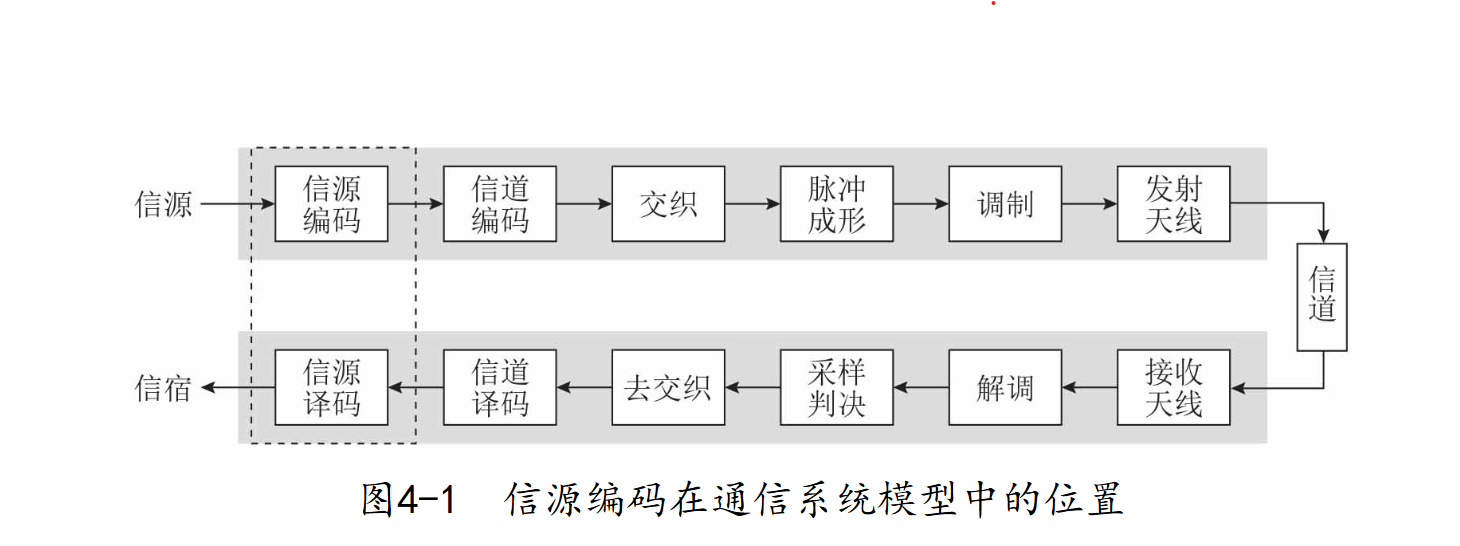 信源
信源
编码
信道
编码
交织
脉冲
成形
调制
发射
天线
信道
信宿
信源
译码
信道
译码
去交织
采样
判决
解调
接收
天线
图4-1 信源编码在通信系统模型中的位置